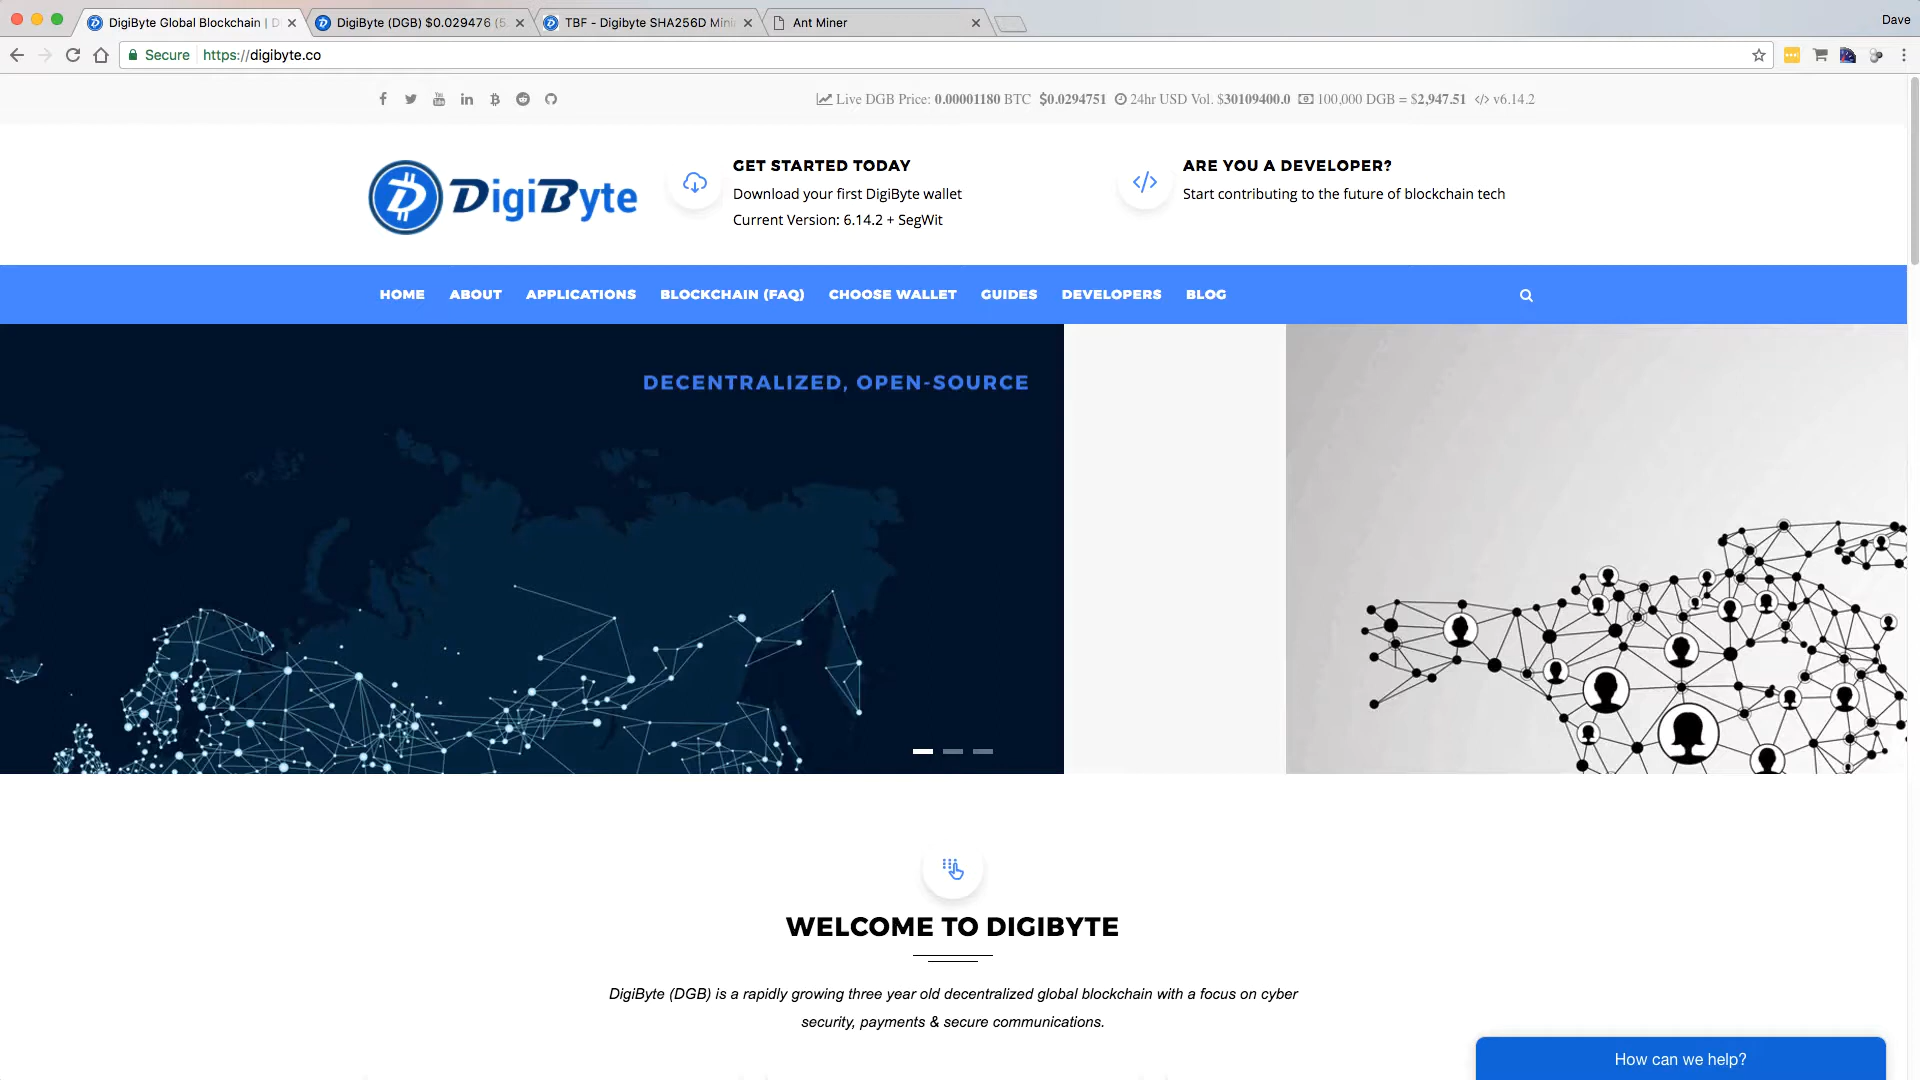 DigiByte Global Blockchain | D
DigiByte (DGB) $0.029476 (5
TBF - Digibyte SHA256D Mini
Ant Miner
Dave
Secure
https://digibyte.co
Live DGB Price: 0.00001180 BTC $0.0294751 24hr USD Vol. $30109400.0 100,000 DGB = $2,947.51 </> v6.14.2
DigiByte
GET STARTED TODAY
Download your first DigiByte wallet
Current Version: 6.14.2 + SegWit
ARE YOU A DEVELOPER?
Start contributing to the future of blockchain tech
HOME ABOUT APPLICATIONS BLOCKCHAIN (FAQ) CHOOSE WALLET GUIDES DEVELOPERS BLOG
DECENTRALIZED, OPEN-SOURCE
WELCOME TO DIGIBYTE
DigiByte (DGB) is a rapidly growing three year old decentralized global blockchain with a focus on cyber
security, payments & secure communications.
How can we help?